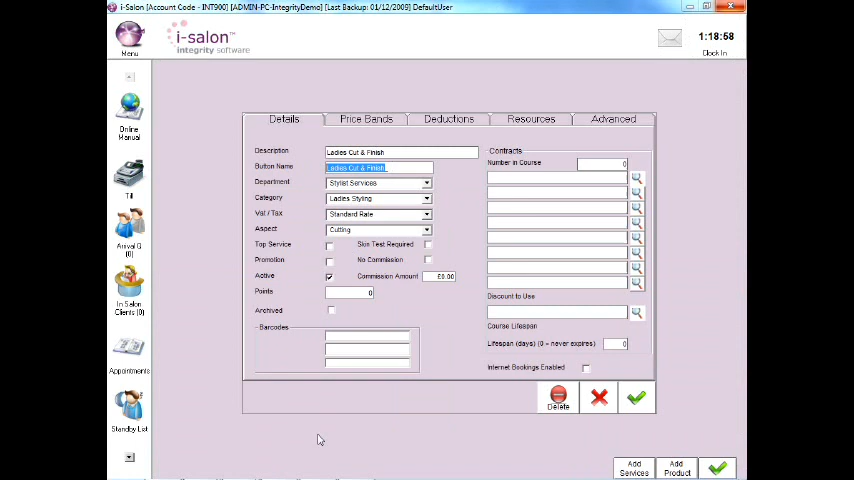 i-Salon [Account Code - INT900] [ADMIN-PC-IntegrityDemo] [Last Backup: 01/12/2009] DefaultUser
Menu
i-salon™
integrity software
1:18:58
Clock In
Online
Manual
Till
Arrival Q
(0)
In Salon
Clients (0)
Appointments
Standby List
Details
Price Bands
Deductions
Resources
Advanced
Description
Ladies Cut & Finish
Button Name
Ladies Cut & Finish
Department
Stylist Services
Category
Ladies Styling
Vat / Tax
Standard Rate
Aspect
Cutting
Top Service
Skin Test Required
Promotion
No Commission
Active
Commission Amount
£0.00
Points
0
Archived
Barcodes
Contracts
Number in Course
0
Discount to Use
Course Lifespan
Lifespan (days) (0 = never expires)
0
Internet Bookings Enabled
Delete
Add
Services
Add
Product